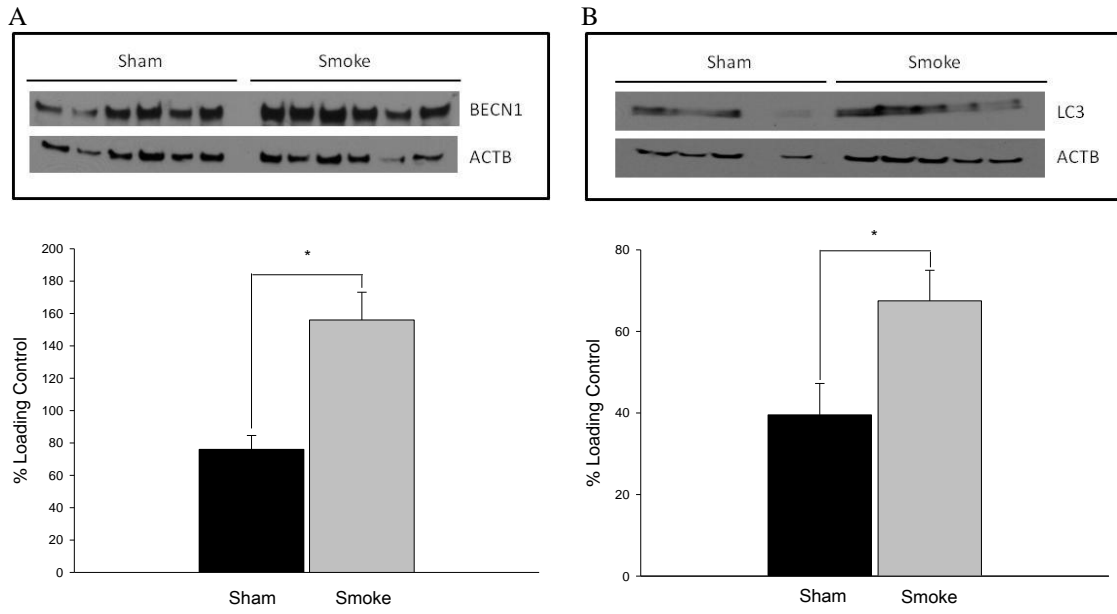 A
Sham Smoke
BECN1
ACTB
200
180
160
140
120
100
80
60
40
20
0
% Loading Control
*
Sham Smoke
B
Sham Smoke
LC3
ACTB
80
60
40
20
0
% Loading Control
*
Sham Smoke